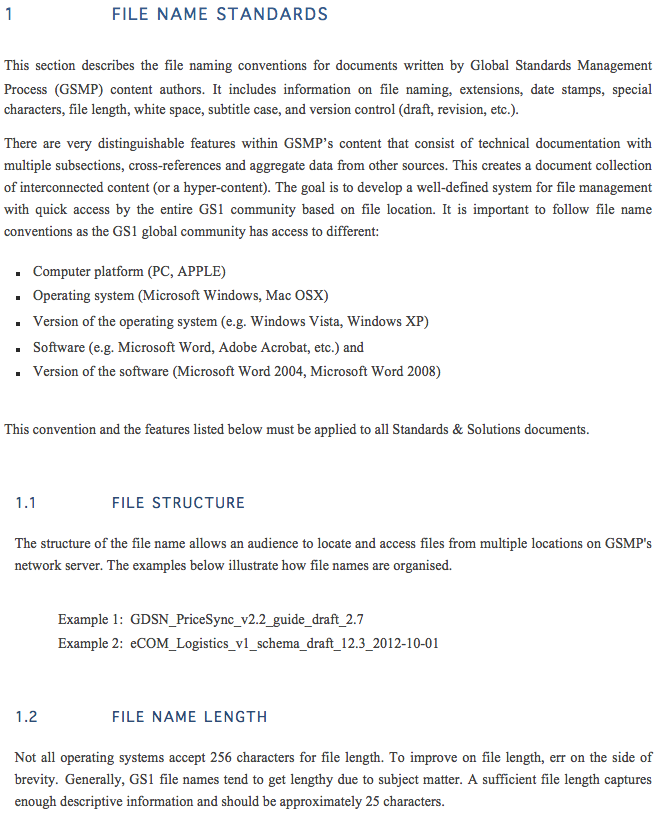 1 FILE NAME STANDARDS
This section describes the file naming conventions for documents written by Global Standards Management
Process (GSMP) content authors. It includes information on file naming, extensions, date stamps, special
characters, file length, white space, subtitle case, and version control (draft, revision, etc.).
There are very distinguishable features within GSMP's content that consist of technical documentation with
multiple subsections, cross-references and aggregate data from other sources. This creates a document collection
of interconnected content (or a hyper-content). The goal is to develop a well-defined system for file management
with quick access by the entire GS1 community based on file location. It is important to follow file name
conventions as the GS1 global community has access to different:
▪ Computer platform (PC, APPLE)
▪ Operating system (Microsoft Windows, Mac OSX)
▪ Version of the operating system (e.g. Windows Vista, Windows XP)
▪ Software (e.g. Microsoft Word, Adobe Acrobat, etc.) and
▪ Version of the software (Microsoft Word 2004, Microsoft Word 2008)
This convention and the features listed below must be applied to all Standards & Solutions documents.
1.1 FILE STRUCTURE
The structure of the file name allows an audience to locate and access files from multiple locations on GSMP's
network server. The examples below illustrate how file names are organised.
Example 1: GDSN_PriceSync_v2.2_guide_draft_2.7
Example 2: eCOM_Logistics_v1_schema_draft_12.3_2012-10-01
1.2 FILE NAME LENGTH
Not all operating systems accept 256 characters for file length. To improve on file length, err on the side of
brevity. Generally, GS1 file names tend to get lengthy due to subject matter. A sufficient file length captures
enough descriptive information and should be approximately 25 characters.